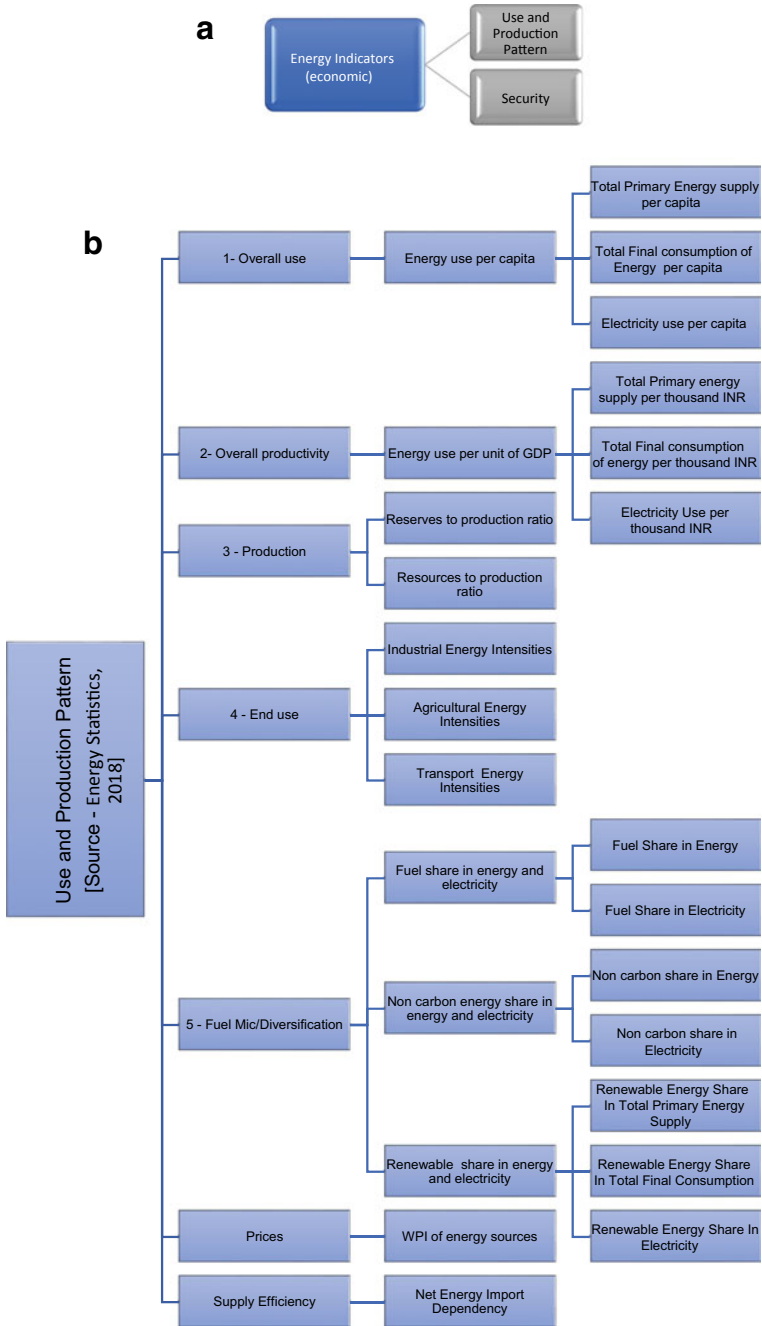 a
Energy Indicators
(economic)
Use and
Production
Pattern
Security
b
Use and Production Pattern
[Source - Energy Statistics,
2018]
1- Overall use
Energy use per capita
Total Primary Energy supply
per capita
Total Final consumption of
Energy per capita
Electricity use per capita
2- Overall productivity
Energy use per unit of GDP
Total Primary energy
supply per thousand INR
Total Final consumption
of energy per thousand INR
Electricity Use per
thousand INR
3 - Production
Reserves to production ratio
Resources to production
ratio
4 - End use
Industrial Energy Intensities
Agricultural Energy
Intensities
Transport Energy
Intensities
5 - Fuel Mic/Diversification
Fuel share in energy and
electricity
Fuel Share in Energy
Fuel Share in Electricity
Non carbon energy share in
energy and electricity
Non carbon share in Energy
Non carbon share in
Electricity
Renewable share in energy
and electricity
Renewable Energy Share
In Total Primary Energy
Supply
Renewable Energy Share
In Total Final Consumption
Renewable Energy Share In
Electricity
Prices
WPI of energy sources
Supply Efficiency
Net Energy Import
Dependency